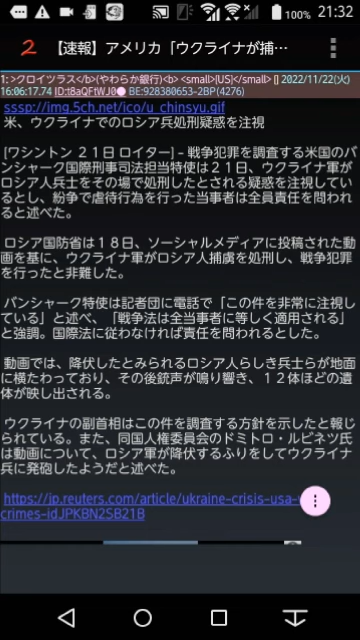 100% 21:32
2 【速報】アメリカ「ウクライナが捕…
1:>クロイツラス</b>(やわらか銀行)<b> <small>[US]</small> [] 2022/11/22(火)
16:06:17.74 ID:t8aQFtWJ0● BE:928380653-2BP(4276)
sssp://img.5ch.net/ico/u_chinsyu.gif
米、ウクライナでのロシア兵処刑疑惑を注視
[ワシントン ２１日 ロイター] - 戦争犯罪を調査する米国のバ
ンシャーク国際刑事司法担当特使は２１日、ウクライナ軍が
ロシア人兵士をその場で処刑したとされる疑惑を注視してい
るとし、紛争で虐待行為を行った当事者は全員責任を問われ
ると述べた。
ロシア国防省は１８日、ソーシャルメディアに投稿された動
画を基に、ウクライナ軍がロシア人捕虜を処刑し、戦争犯罪
を行ったと非難した。
バンシャーク特使は記者団に電話で「この件を非常に注視し
ている」と述べ、「戦争法は全当事者に等しく適用される」
と強調。国際法に従わなければ責任を問われるとした。
動画では、降伏したとみられるロシア人らしき兵士らが地面
に横たわっており、その後銃声が鳴り響き、１２体ほどの遺
体が映し出される。
ウクライナの副首相はこの件を調査する方針を示したと報じ
られている。また、同国人権委員会のドミトロ・ルビネツ氏
は動画について、ロシア軍が降伏するふりをしてウクライナ
兵に発砲したようだと述べた。
https://jp.reuters.com/article/ukraine-crisis-usa-
crimes-idJPKBN2SB21B